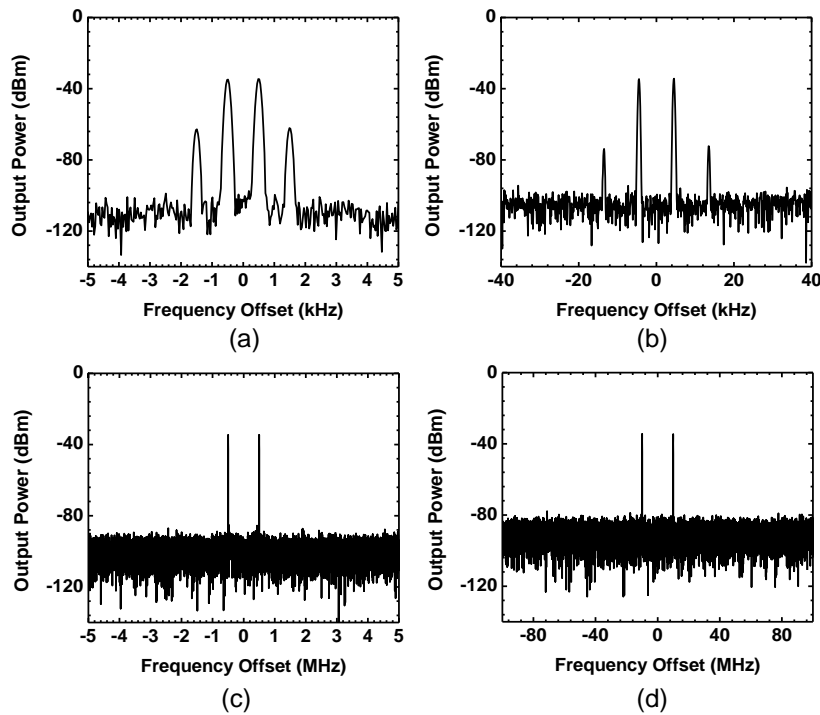 0
-40
-80
-120
Output Power (dBm)
-5 -4 -3 -2 -1 0 1 2 3 4 5
Frequency Offset (kHz)
(a)
0
-40
-80
-120
Output Power (dBm)
-40 -20 0 20 40
Frequency Offset (kHz)
(b)
0
-40
-80
-120
Output Power (dBm)
-5 -4 -3 -2 -1 0 1 2 3 4 5
Frequency Offset (MHz)
(c)
0
-40
-80
-120
Output Power (dBm)
-80 -40 0 40 80
Frequency Offset (MHz)
(d)